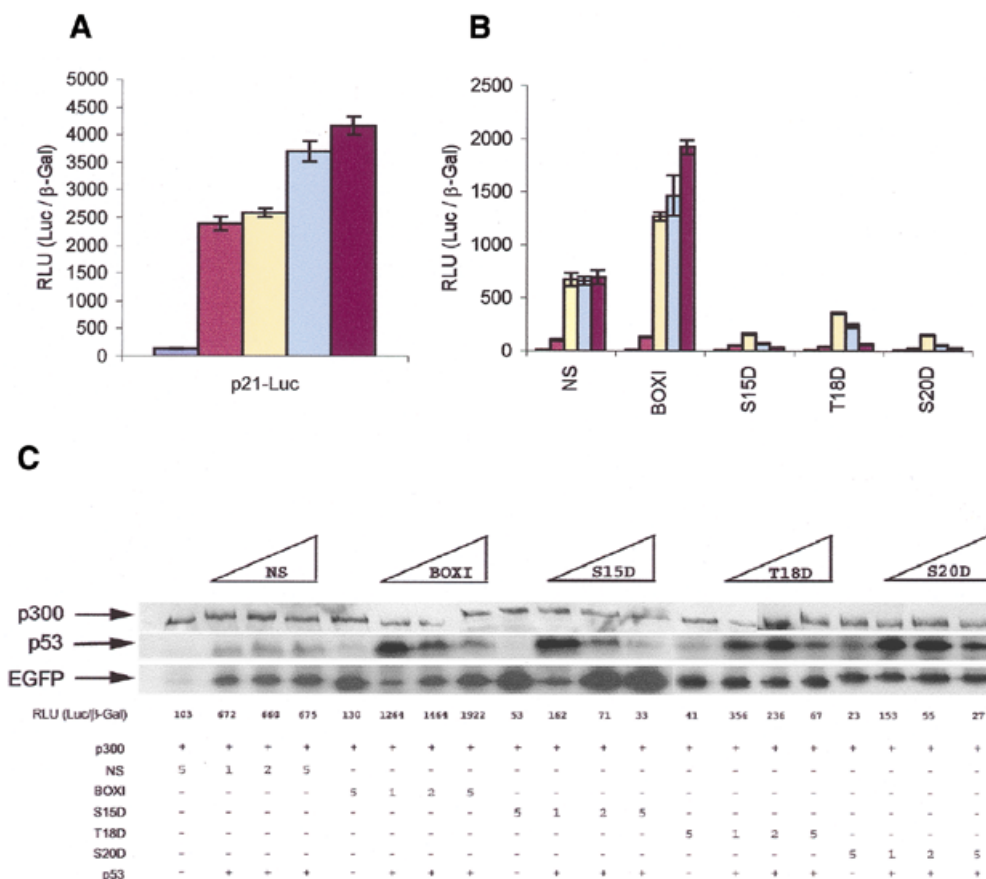 A
5000
4500
4000
3500
3000
2500
2000
1500
1000
500
0
RLU (Luc / β-Gal)
p21-Luc
B
2500
2000
1500
1000
500
0
RLU (Luc / β-Gal)
NS
BOXI
S15D
T18D
S20D
C
NS BOXI S15D T18D S20D
p300
p53
EGFP
RLU (Luc/β-Gal) 103 672 660 675 130 1264 1464 1922 53 162 71 33 41 356 236 67 23 153 55 27
p300 + + + + + + + + + + + + + + + + + + + +
NS 5 1 2 5 - - - - - - - - - - - - - - - -
BOXI - - - - 5 1 2 5 - - - - - - - - - - - -
S15D - - - - - - - - 5 1 2 5 - - - - - - - -
T18D - - - - - - - - - - - - 5 1 2 5 - - - -
S20D - - - - - - - - - - - - - - - - 5 1 2 5
p53 - + + + - + + + - + + + - + + + - + + +